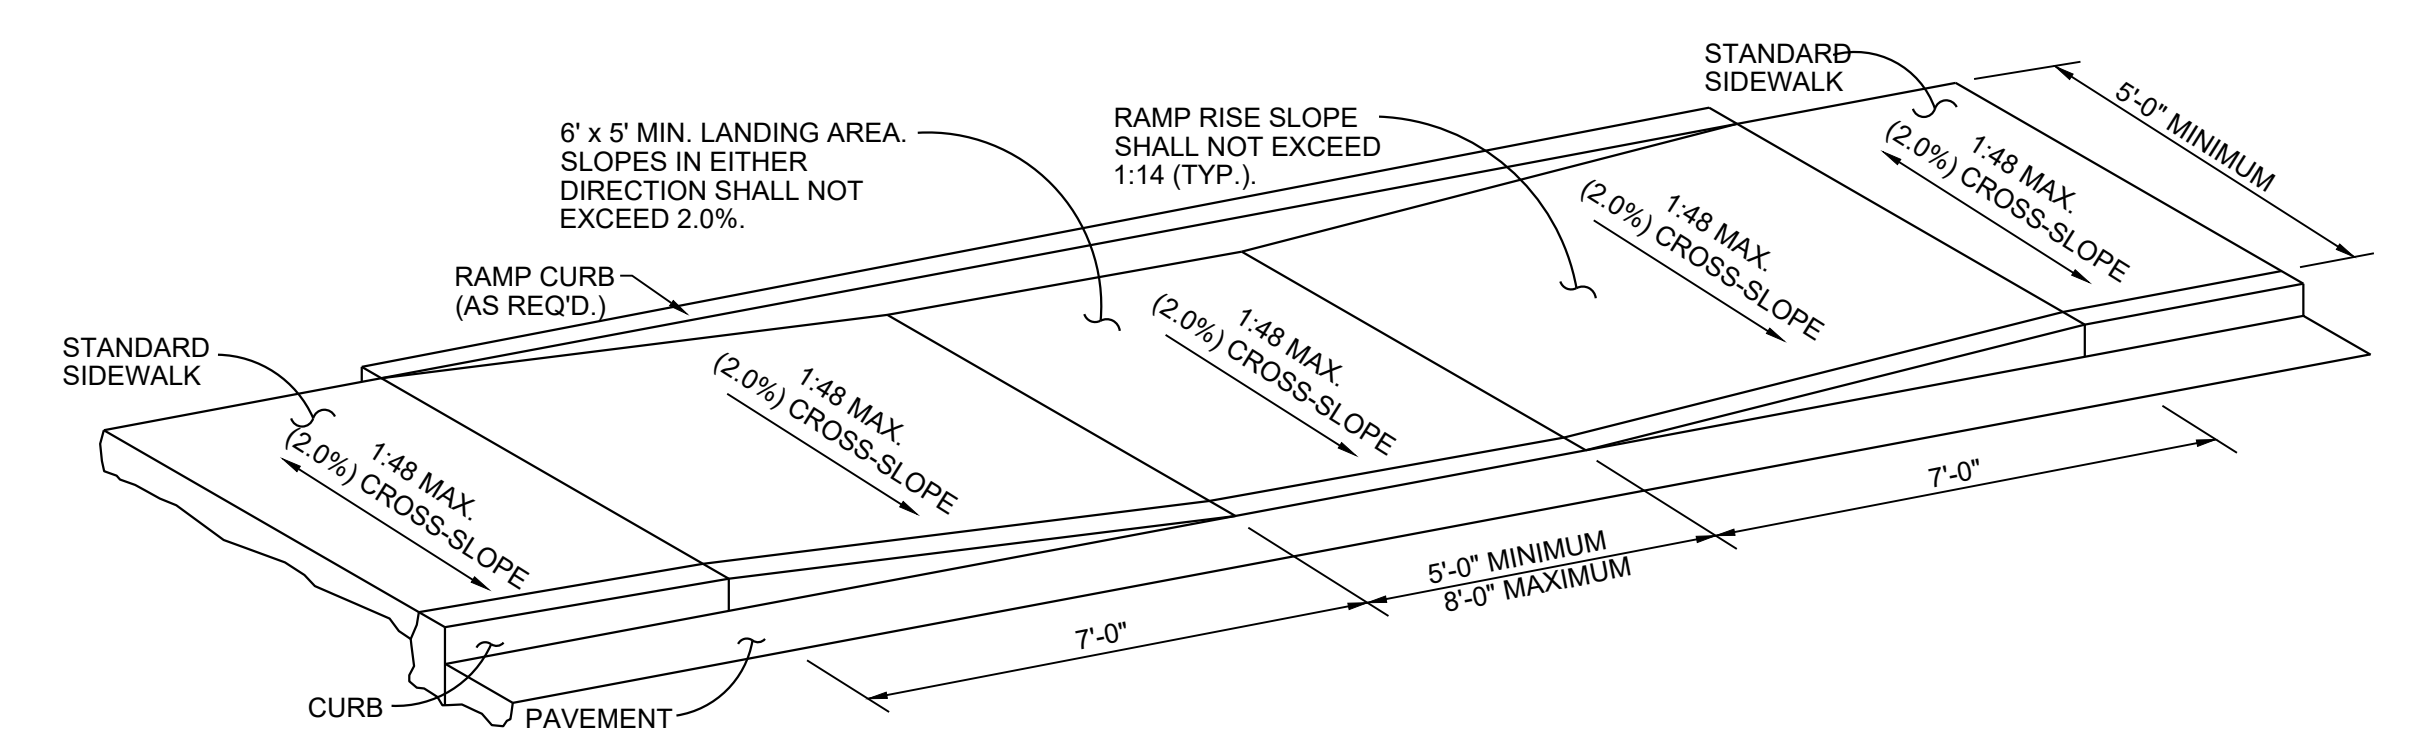 STANDARD
SIDEWALK
5'-0" MINIMUM
6' x 5' MIN. LANDING AREA.
SLOPES IN EITHER
DIRECTION SHALL NOT
EXCEED 2.0%.
RAMP RISE SLOPE
SHALL NOT EXCEED
1:14 (TYP.).
1:48 MAX.
(2.0%) CROSS-SLOPE
1:48 MAX.
(2.0%) CROSS-SLOPE
RAMP CURB
(AS REQ'D.)
1:48 MAX.
(2.0%) CROSS-SLOPE
STANDARD
SIDEWALK
1:48 MAX.
(2.0%) CROSS-SLOPE
1:48 MAX.
(2.0%) CROSS-SLOPE
7'-0"
5'-0" MINIMUM
8'-0" MAXIMUM
7'-0"
CURB
PAVEMENT